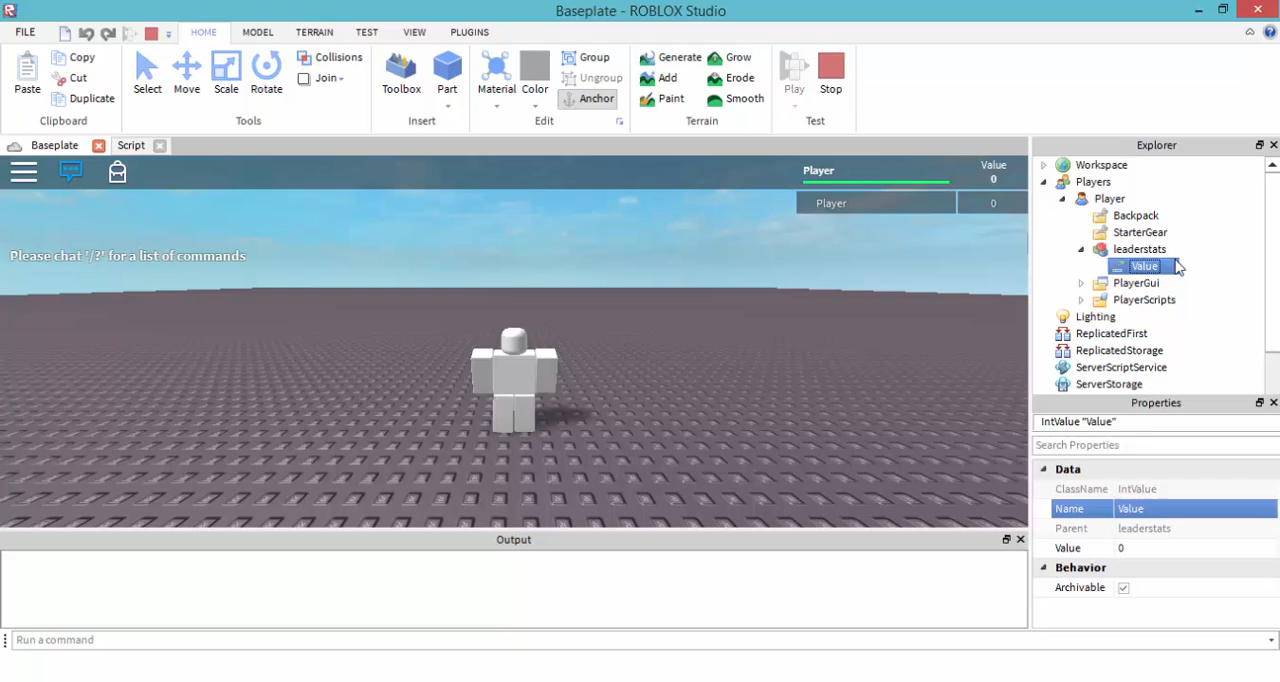 Baseplate - ROBLOX Studio
FILE HOME MODEL TERRAIN TEST VIEW PLUGINS
Paste Copy Cut Duplicate
Clipboard
Select Move Scale Rotate Collisions Join
Tools
Toolbox Part
Insert
Material Color Group Ungroup Anchor
Edit
Generate Grow
Add Erode
Paint Smooth
Terrain
Play Stop
Test
Baseplate Script
Player Value
0
Player 0
Please chat '/?' for a list of commands
Output
Run a command
Explorer
Workspace
Players
Player
Backpack
StarterGear
leaderstats
Value
PlayerGui
PlayerScripts
Lighting
ReplicatedFirst
ReplicatedStorage
ServerScriptService
ServerStorage
Properties
IntValue "Value"
Search Properties
Data
ClassName IntValue
Name Value
Parent leaderstats
Value 0
Behavior
Archivable